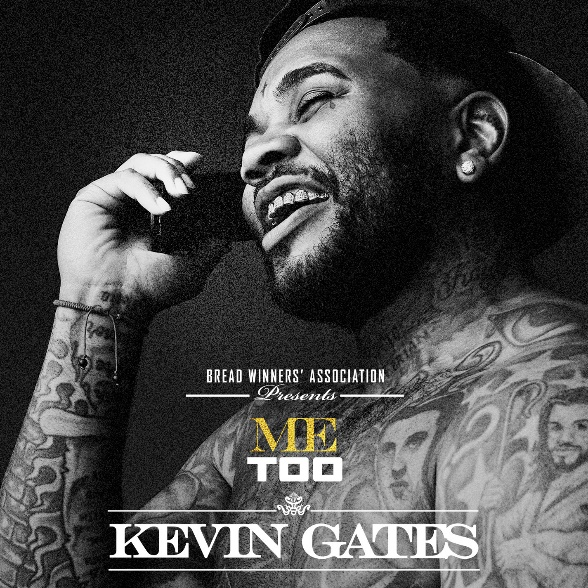 BREAD WINNERS' ASSOCIATION
Presents
ME
TOO
KEVIN GATES